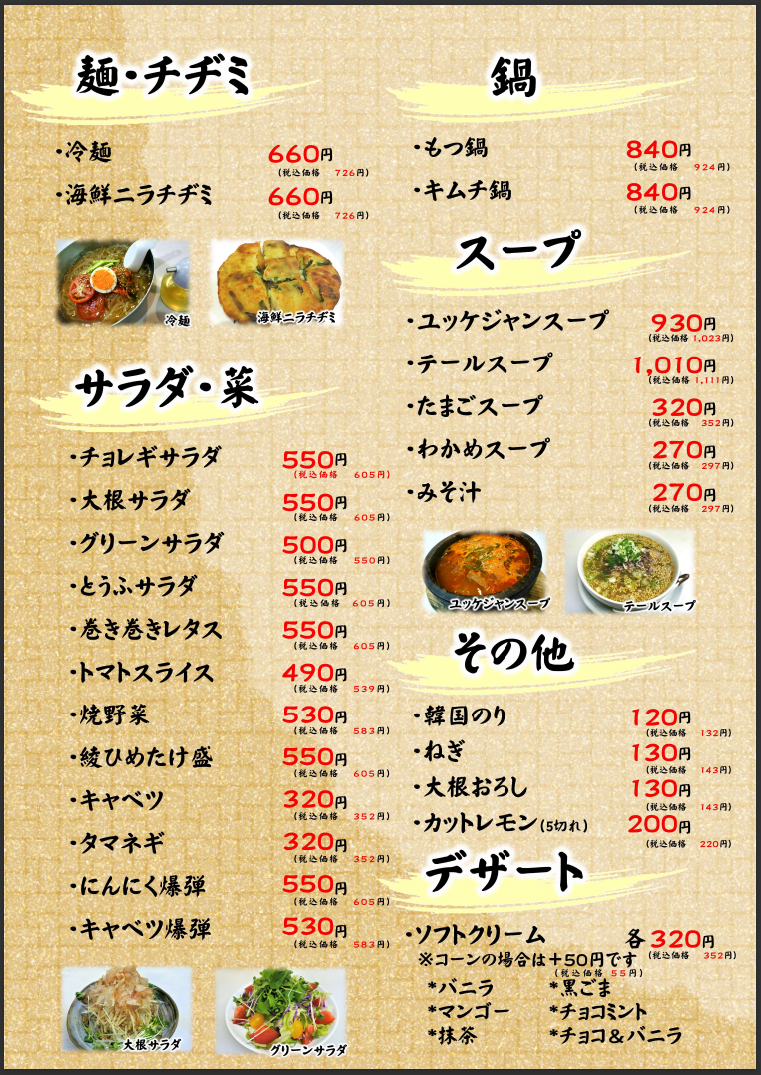 麺・チヂミ
・冷麺 660円
(税込価格 726円)
・海鮮ニラチヂミ 660円
(税込価格 726円)
冷麺
海鮮ニラチヂミ
サラダ・菜
・チョレギサラダ 550円
(税込価格 605円)
・大根サラダ 550円
(税込価格 605円)
・グリーンサラダ 500円
(税込価格 550円)
・とうふサラダ 550円
(税込価格 605円)
・巻き巻きレタス 550円
(税込価格 605円)
・トマトスライス 490円
(税込価格 539円)
・焼野菜 530円
(税込価格 583円)
・綾ひめたけ盛 550円
(税込価格 605円)
・キャベツ 320円
(税込価格 352円)
・タマネギ 320円
(税込価格 352円)
・にんにく爆弾 550円
(税込価格 605円)
・キャベツ爆弾 530円
(税込価格 583円)
大根サラダ
グリーンサラダ
鍋
・もつ鍋 840円
(税込価格 924円)
・キムチ鍋 840円
(税込価格 924円)
スープ
・ユッケジャンスープ 930円
(税込価格 1,023円)
・テールスープ 1,010円
(税込価格 1,111円)
・たまごスープ 320円
(税込価格 352円)
・わかめスープ 270円
(税込価格 297円)
・みそ汁 270円
(税込価格 297円)
ユッケジャンスープ
テールスープ
その他
・韓国のり 120円
(税込価格 132円)
・ねぎ 130円
(税込価格 143円)
・大根おろし 130円
(税込価格 143円)
・カットレモン(5切れ) 200円
(税込価格 220円)
デザート
・ソフトクリーム 各320円
(税込価格 352円)
※コーンの場合は+50円です
(税込価格 55円)
*バニラ *黒ごま
*マンゴー *チョコミント
*抹茶 *チョコ&バニラ